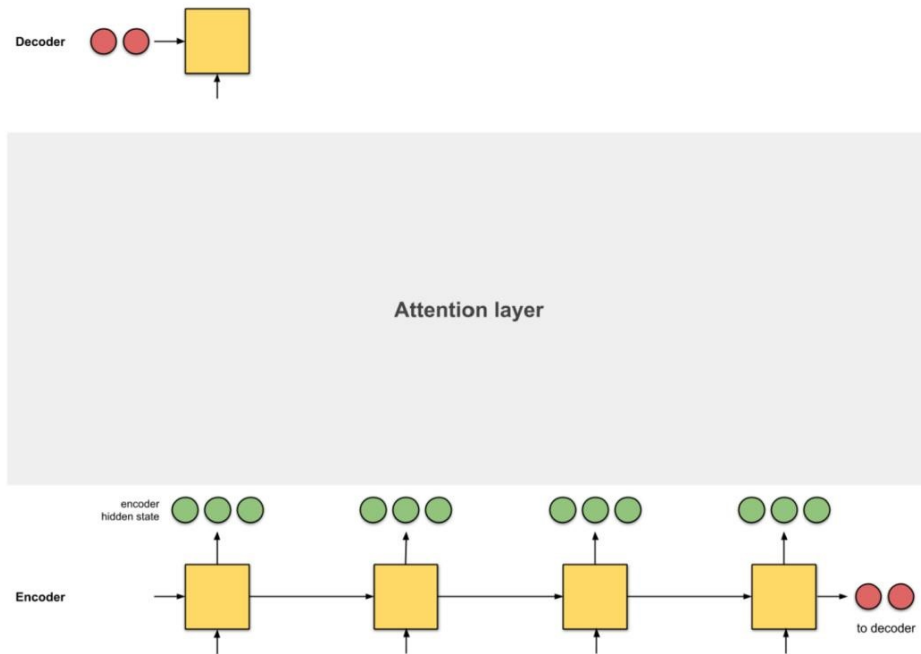 Decoder
Attention layer
encoder
hidden state
Encoder
to decoder